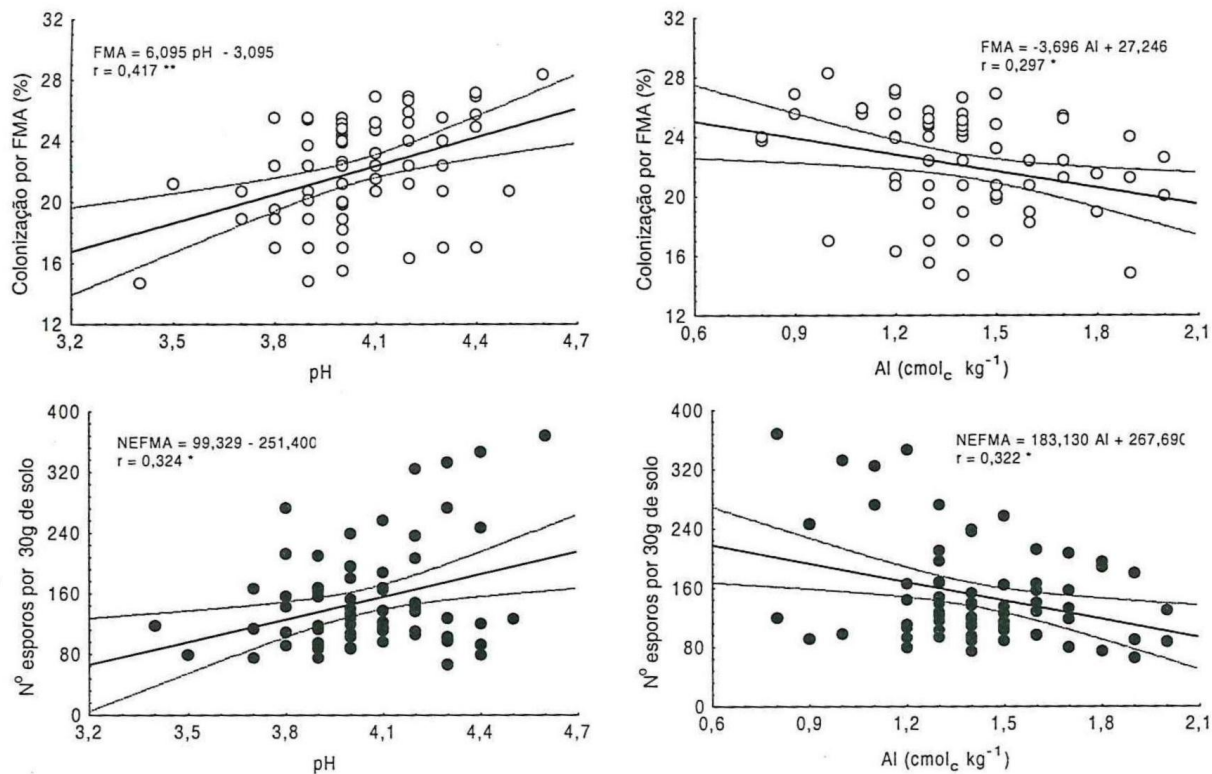 FMA = 6,095 pH - 3,095
r = 0,417 **
Colonização por FMA (%)
32
28
24
20
16
12
3,2 3,5 3,8 4,1 4,4 4,7
pH
FMA = -3,696 Al + 27,246
r = 0,297 *
Colonização por FMA (%)
32
28
24
20
16
12
0,6 0,9 1,2 1,5 1,8 2,1
Al (cmolc kg-1)
NEFMA = 99,329 - 251,400
r = 0,324 *
Nº esporos por 30g de solo
400
320
240
160
80
0
3,2 3,5 3,8 4,1 4,4 4,7
pH
NEFMA = 183,130 Al + 267,690
r = 0,322 *
Nº esporos por 30g de solo
400
320
240
160
80
0
0,6 0,9 1,2 1,5 1,8 2,1
Al (cmolc kg-1)